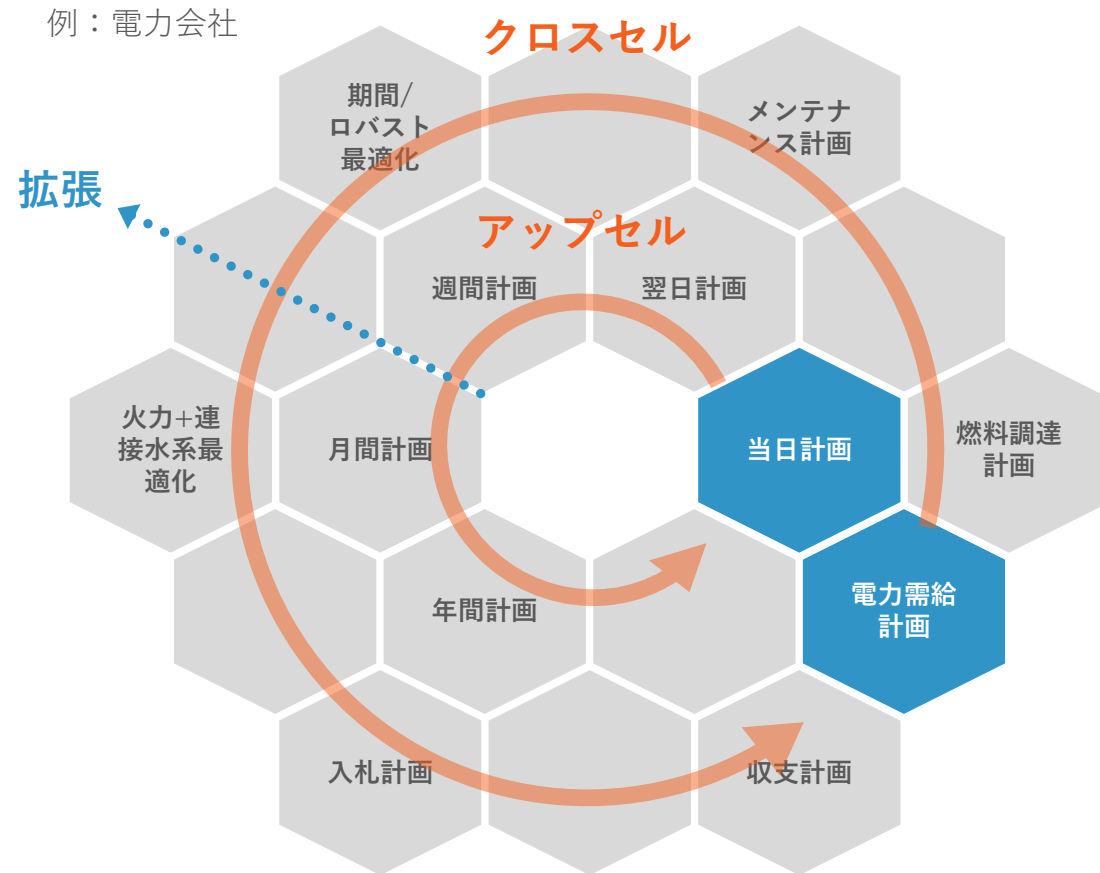 例：電力会社
クロスセル
期間/
ロバスト
最適化
メンテナ
ンス計画
拡張
アップセル
週間計画
翌日計画
火力+連
接水系最
適化
月間計画
当日計画
燃料調達
計画
年間計画
電力需給
計画
入札計画
収支計画